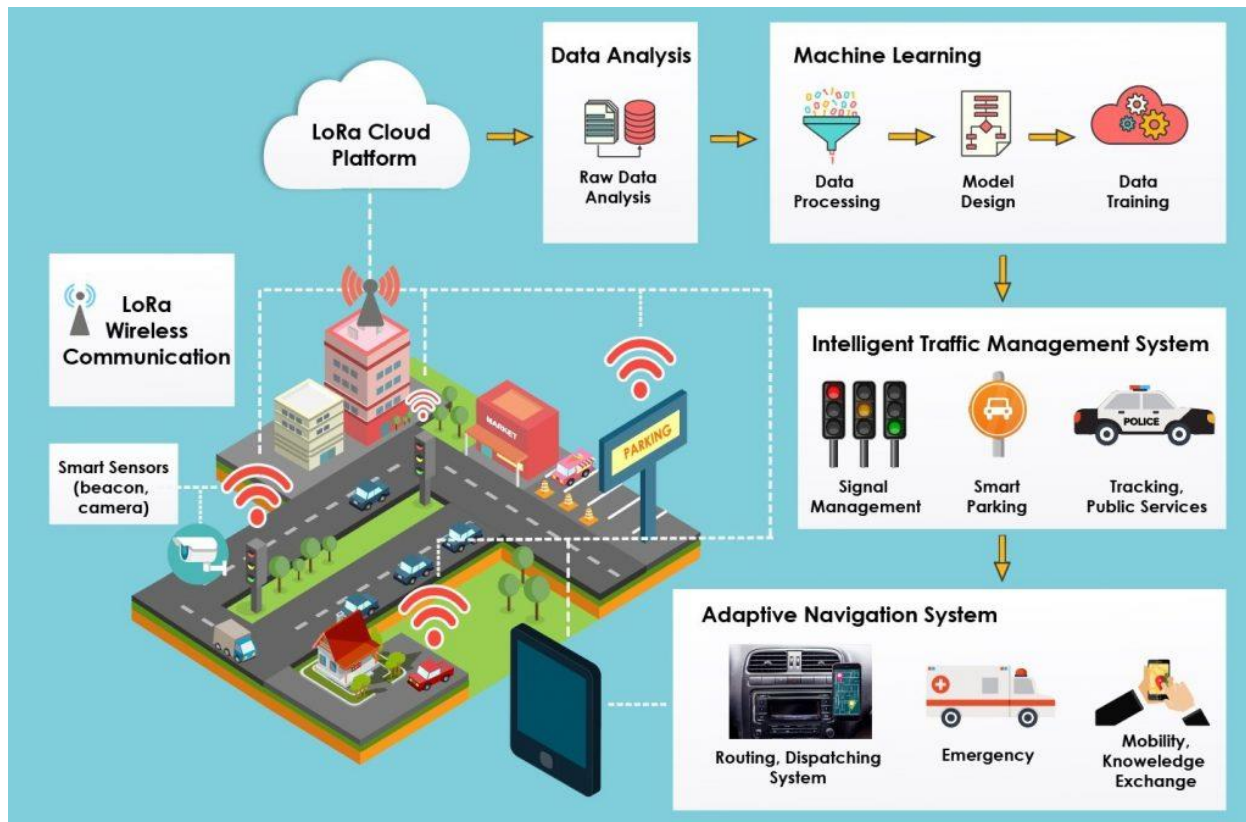 LoRa Cloud
Platform
Data Analysis
Raw Data
Analysis
Machine Learning
Data
Processing
Model
Design
Data
Training
LoRa
Wireless
Communication
Smart Sensors
(beacon,
camera)
MARKET
PARKING
Intelligent Traffic Management System
Signal
Management
Smart
Parking
POLICE
Tracking,
Public Services
Adaptive Navigation System
Routing, Dispatching
System
Emergency
Mobility,
Knoweledge
Exchange